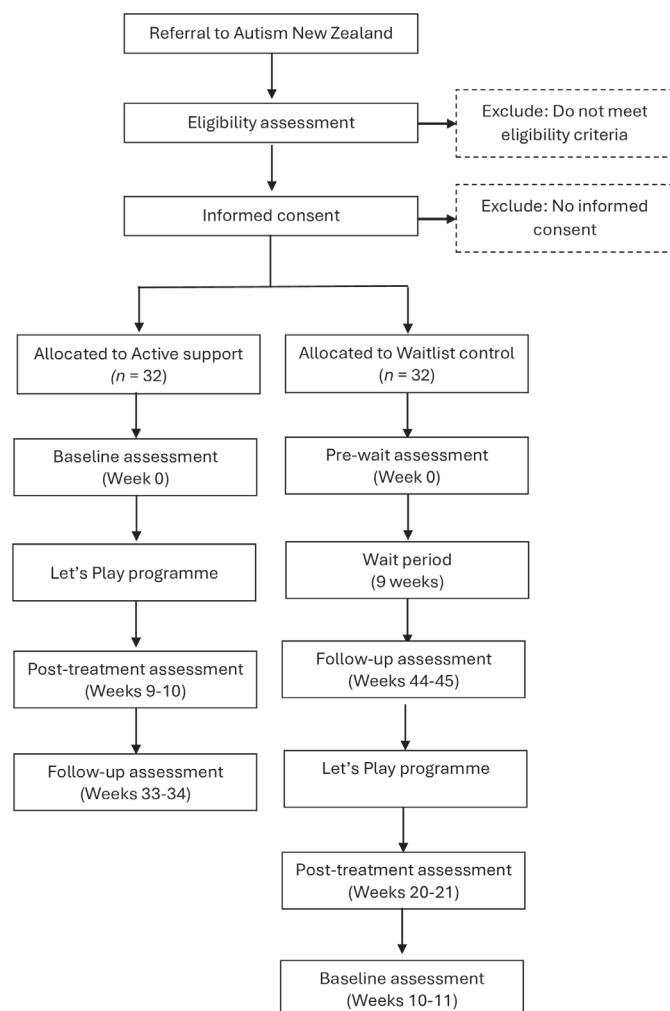 Referral to Autism New Zealand
Eligibility assessment
Exclude: Do not meet
eligibility criteria
Informed consent
Exclude: No informed
consent
Allocated to Active support
(n = 32)
Allocated to Waitlist control
(n = 32)
Baseline assessment
(Week 0)
Pre-wait assessment
(Week 0)
Let's Play programme
Wait period
(9 weeks)
Post-treatment assessment
(Weeks 9-10)
Follow-up assessment
(Weeks 44-45)
Follow-up assessment
(Weeks 33-34)
Let's Play programme
Post-treatment assessment
(Weeks 20-21)
Baseline assessment
(Weeks 10-11)